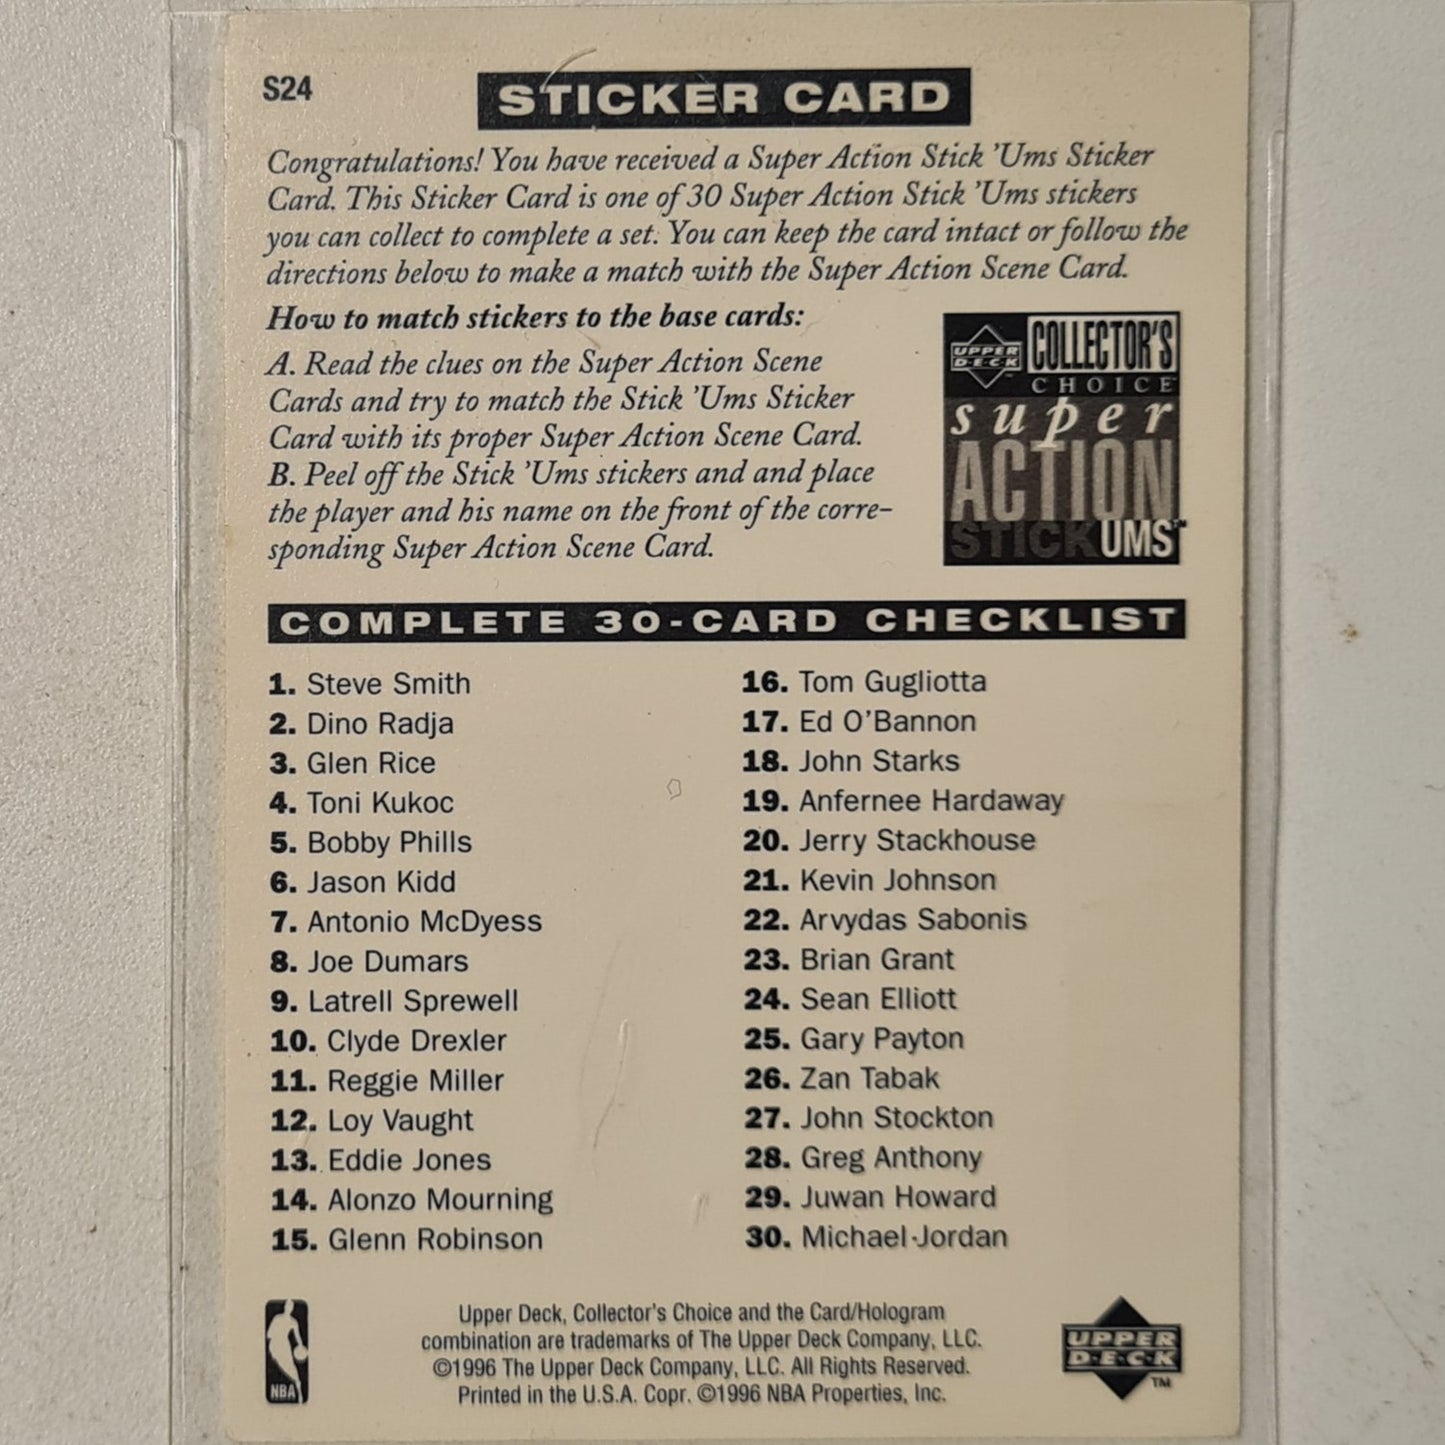 S24
STICKER CARD
Congratulations! You have received a Super Action Stick 'Ums Sticker
Card. This Sticker Card is one of 30 Super Action Stick 'Ums stickers
you can collect to complete a set. You can keep the card intact or follow the
directions below to make a match with the Super Action Scene Card.
How to match stickers to the base cards:
A. Read the clues on the Super Action Scene
Cards and try to match the Stick 'Ums Sticker
Card with its proper Super Action Scene Card.
B. Peel off the Stick 'Ums stickers and and place
the player and his name on the front of the corre-
sponding Super Action Scene Card.
UPPER DECK COLLECTOR'S
CHOICE
super
ACTION
STICKUMS™
COMPLETE 30-CARD CHECKLIST
1. Steve Smith
2. Dino Radja
3. Glen Rice
4. Toni Kukoc
5. Bobby Phills
6. Jason Kidd
7. Antonio McDyess
8. Joe Dumars
9. Latrell Sprewell
10. Clyde Drexler
11. Reggie Miller
12. Loy Vaught
13. Eddie Jones
14. Alonzo Mourning
15. Glenn Robinson
16. Tom Gugliotta
17. Ed O'Bannon
18. John Starks
19. Anfernee Hardaway
20. Jerry Stackhouse
21. Kevin Johnson
22. Arvydas Sabonis
23. Brian Grant
24. Sean Elliott
25. Gary Payton
26. Zan Tabak
27. John Stockton
28. Greg Anthony
29. Juwan Howard
30. Michael Jordan
NBA
Upper Deck, Collector's Choice and the Card/Hologram
combination are trademarks of The Upper Deck Company, LLC.
©1996 The Upper Deck Company, LLC. All Rights Reserved.
Printed in the U.S.A. Copr. ©1996 NBA Properties, Inc.
UPPER
DECK
™